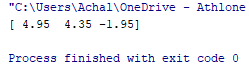 "C:\Users\Achal\OneDrive - Athlone
[ 4.95  4.35 -1.95]
Process finished with exit code 0